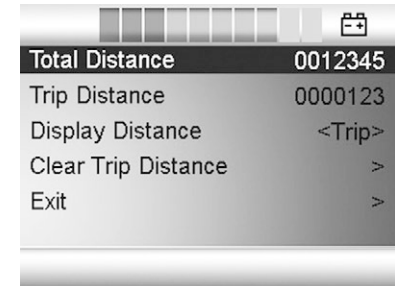 Total Distance 0012345
Trip Distance 0000123
Display Distance <Trip>
Clear Trip Distance >
Exit >